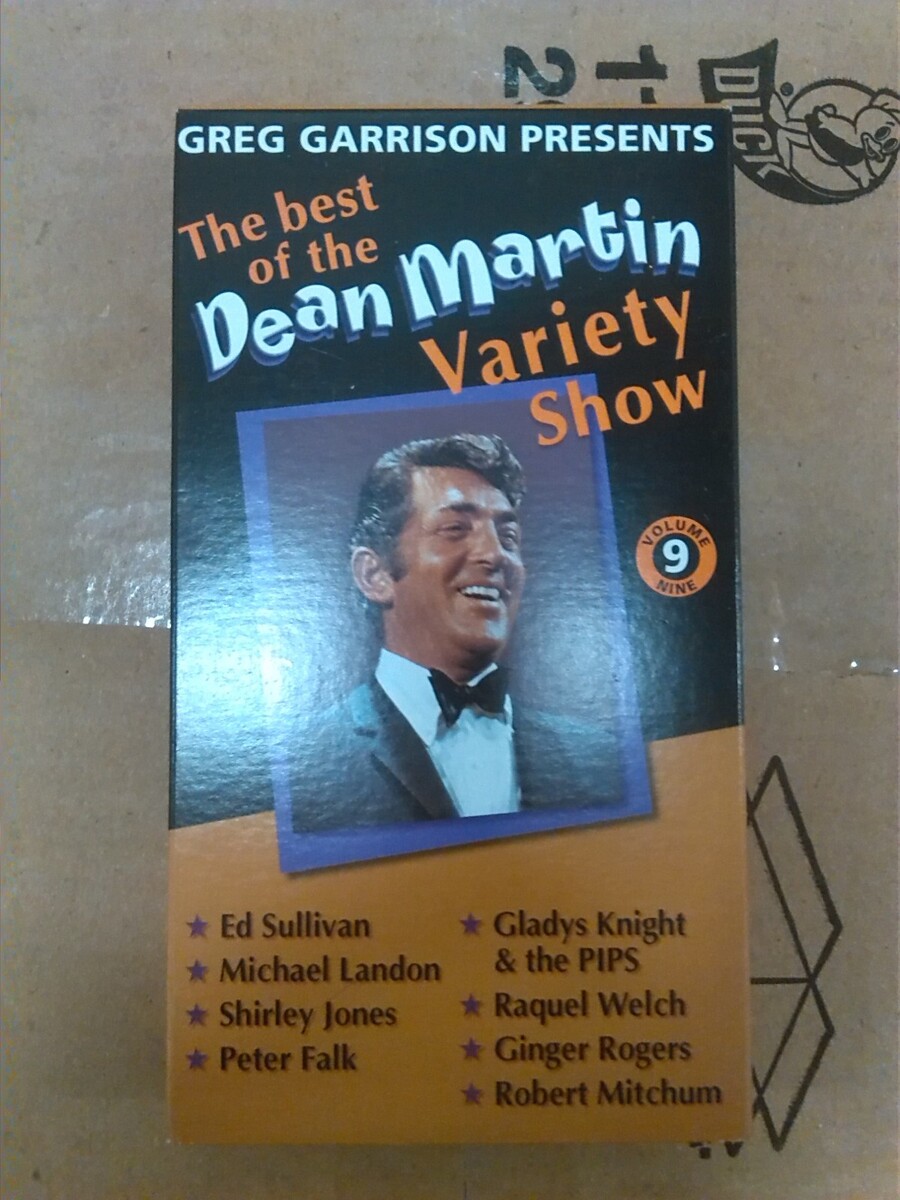 GREG GARRISON PRESENTS
The best
of the
Dean Martin
Variety
Show
VOLUME
9
NINE
★ Ed Sullivan
★ Michael Landon
★ Shirley Jones
★ Peter Falk
★ Gladys Knight
& the PIPS
★ Raquel Welch
★ Ginger Rogers
★ Robert Mitchum
DUCK